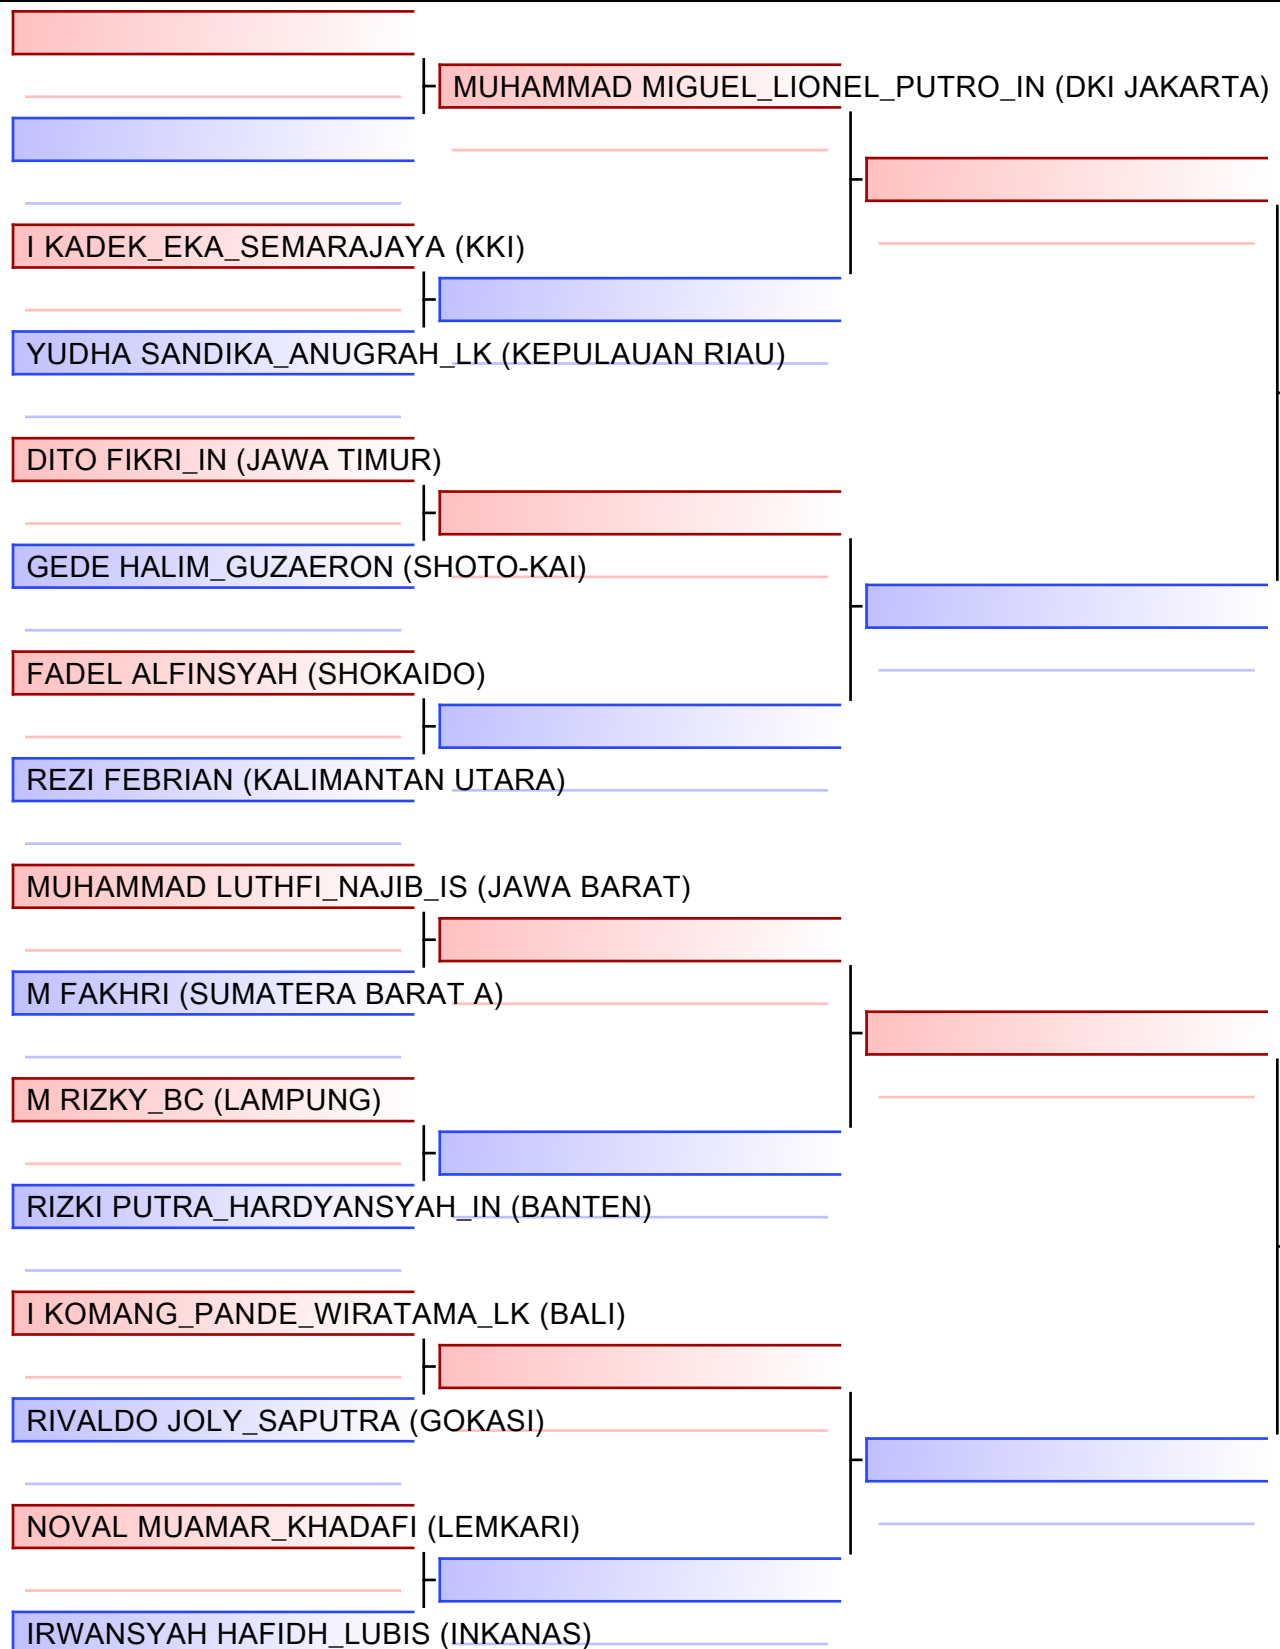 MUHAMMAD MIGUEL_LIONEL_PUTRO_IN (DKI JAKARTA)
I KADEK_EKA_SEMARAJAYA (KKI)
YUDHA SANDIKA_ANUGRAH_LK (KEPULAUAN RIAU)
DITO FIKRI_IN (JAWA TIMUR)
GEDE HALIM_GUZAERON (SHOTO-KAI)
FADEL ALFINSYAH (SHOKAIDO)
REZI FEBRIAN (KALIMANTAN UTARA)
MUHAMMAD LUTHFI_NAJIB_IS (JAWA BARAT)
M FAKHRI (SUMATERA BARAT A)
M RIZKY_BC (LAMPUNG)
RIZKI PUTRA_HARDYANSYAH_IN (BANTEN)
I KOMANG_PANDE_WIRATAMA_LK (BALI)
RIVALDO JOLY_SAPUTRA (GOKASI)
NOVAL MUAMAR_KHADAFI (LEMKARI)
IRWANSYAH HAFIDH_LUBIS (INKANAS)